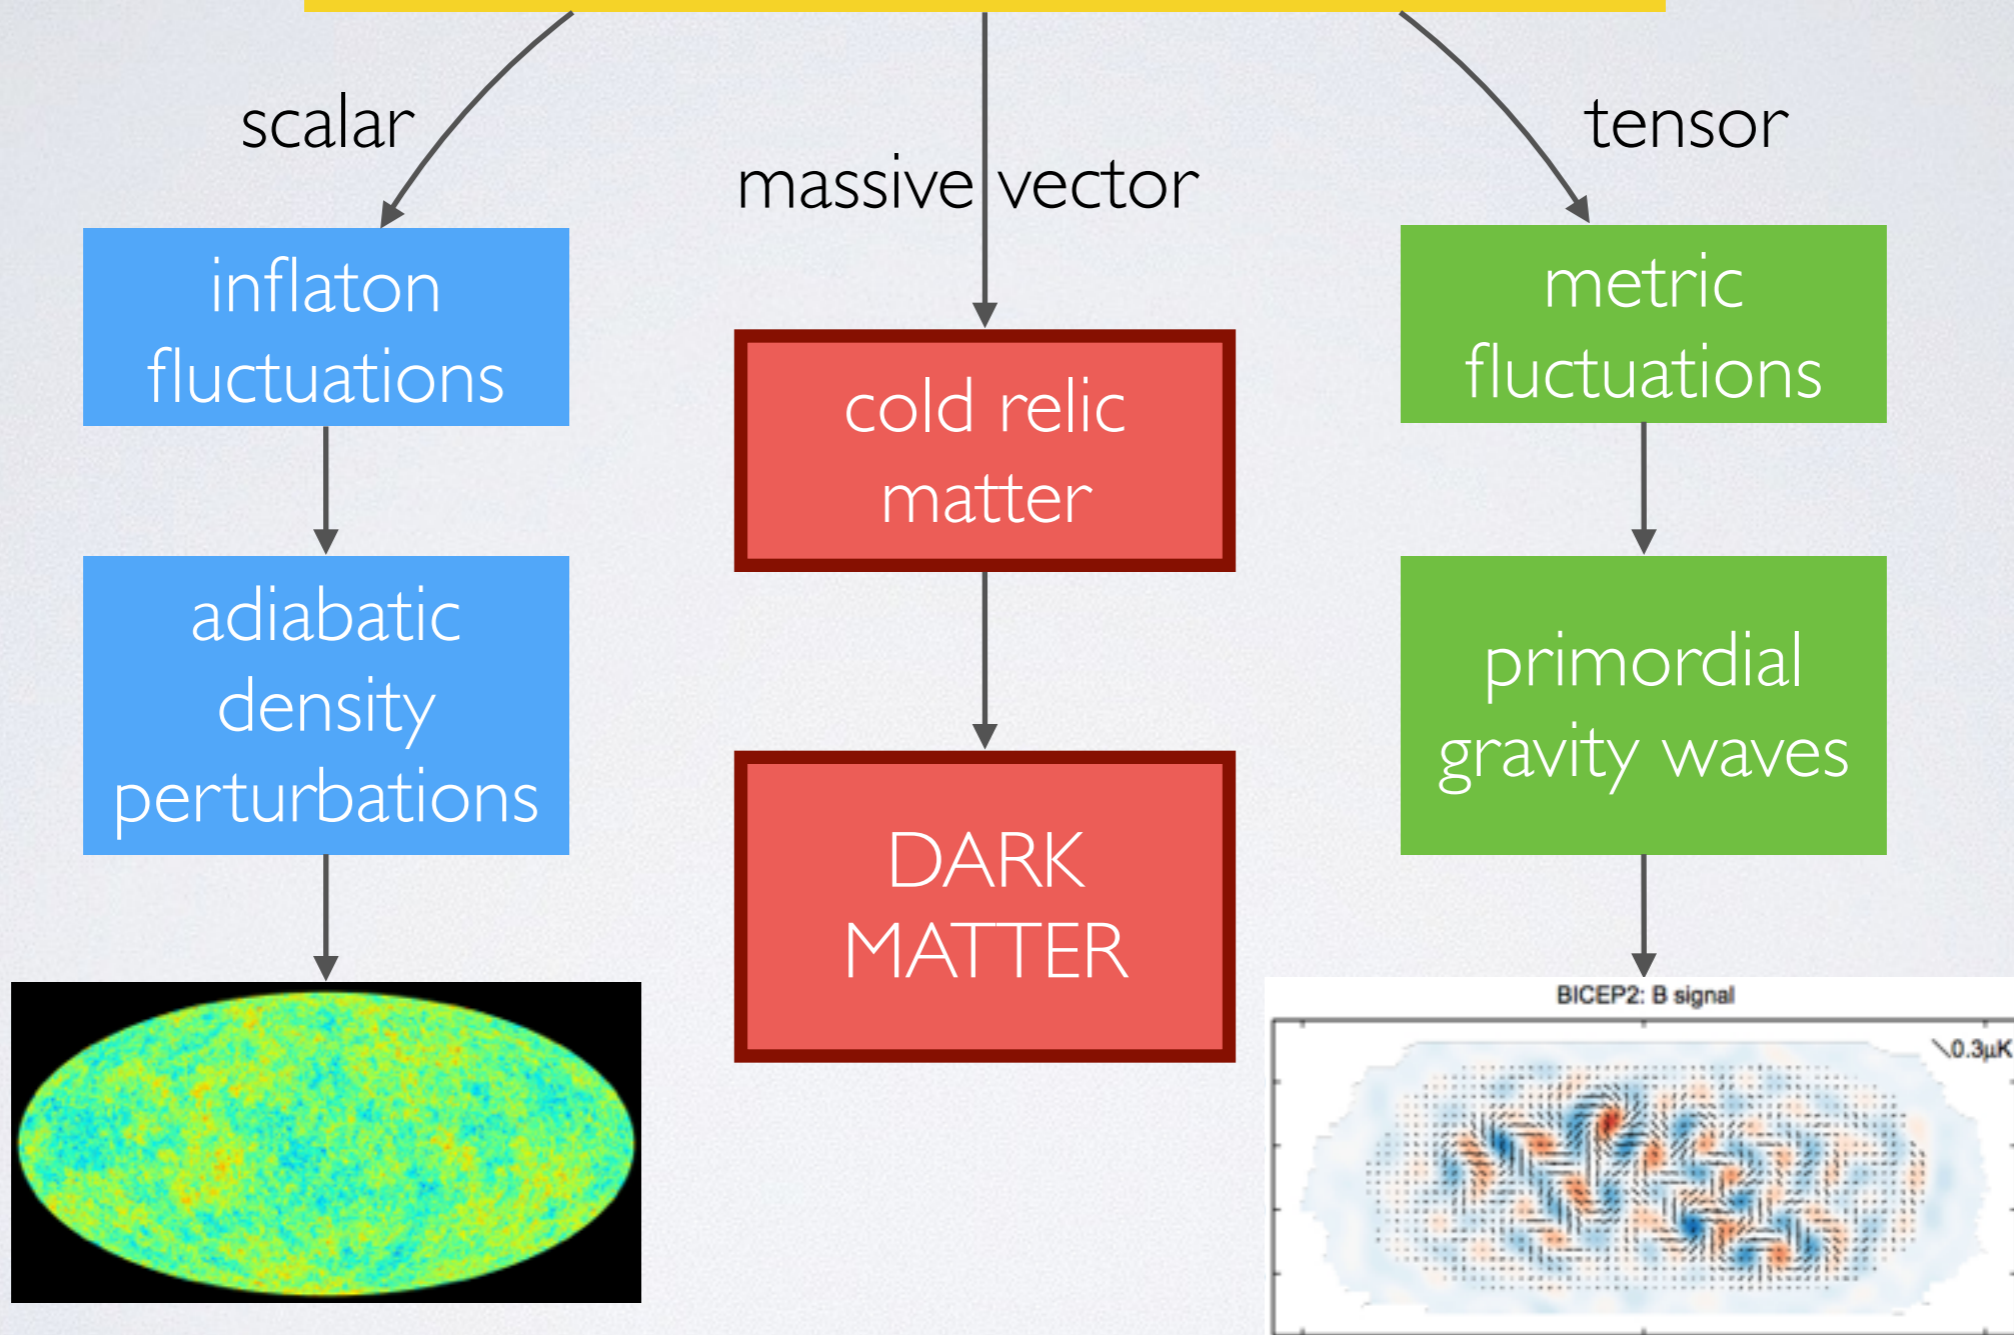 scalar
massive vector
tensor
inflaton
fluctuations
adiabatic
density
perturbations
cold relic
matter
DARK
MATTER
metric
fluctuations
primordial
gravity waves
BICEP2: B signal
0.3µK